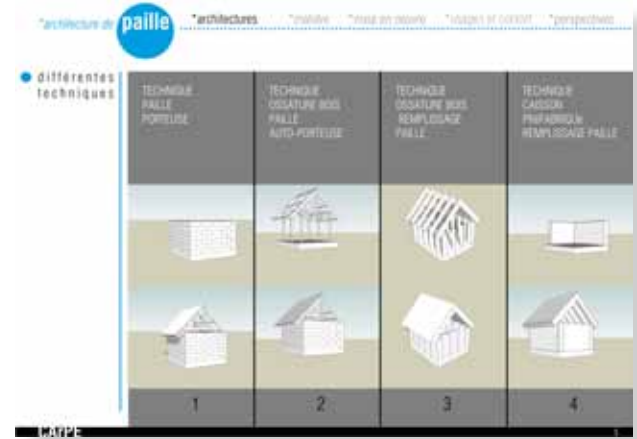 *architecture de paille *architectures *matière *mise en oeuvre *usages et confort *perspectives
différentes
techniques
TECHNIQUE
PAILLE
PORTEUSE
TECHNIQUE
OSSATURE BOIS
PAILLE
AUTO-PORTEUSE
TECHNIQUE
OSSATURE BOIS
REMPLISSAGE
PAILLE
TECHNIQUE
CAISSON
PRéFABRIQUé
REMPLISSAGE PAILLE
1 2 3 4